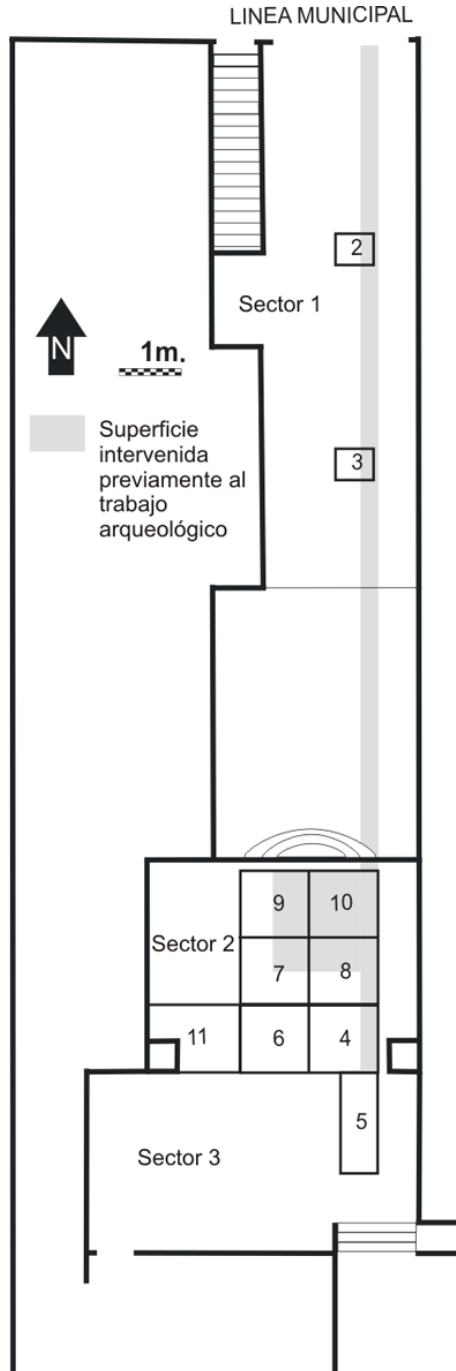 LINEA MUNICIPAL
2
Sector 1
N
1m.
Superficie
intervenida
previamente al
trabajo
arqueológico
3
9
10
Sector 2
7
8
11
6
4
5
Sector 3